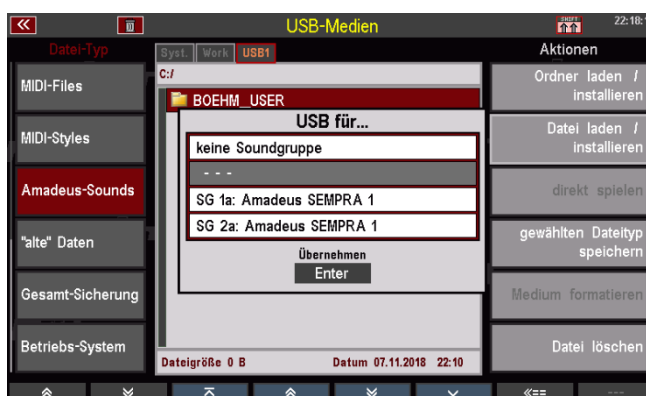 USB-Medien
SHIFT
22:18:
Datei-Typ
Syst. Work USB1
Aktionen
MIDI-Files
C:/
Ordner laden /
installieren
BOEHM_USER
USB für...
MIDI-Styles
keine Soundgruppe
Datei laden /
installieren
- - -
Amadeus-Sounds
SG 1a: Amadeus SEMPRA 1
direkt spielen
SG 2a: Amadeus SEMPRA 1
"alte" Daten
gewählten Dateityp
speichern
Übernehmen
Enter
Gesamt-Sicherung
Medium formatieren
Betriebs-System
Datei löschen
Dateigröße 0 B Datum 07.11.2018 22:10
«==
---